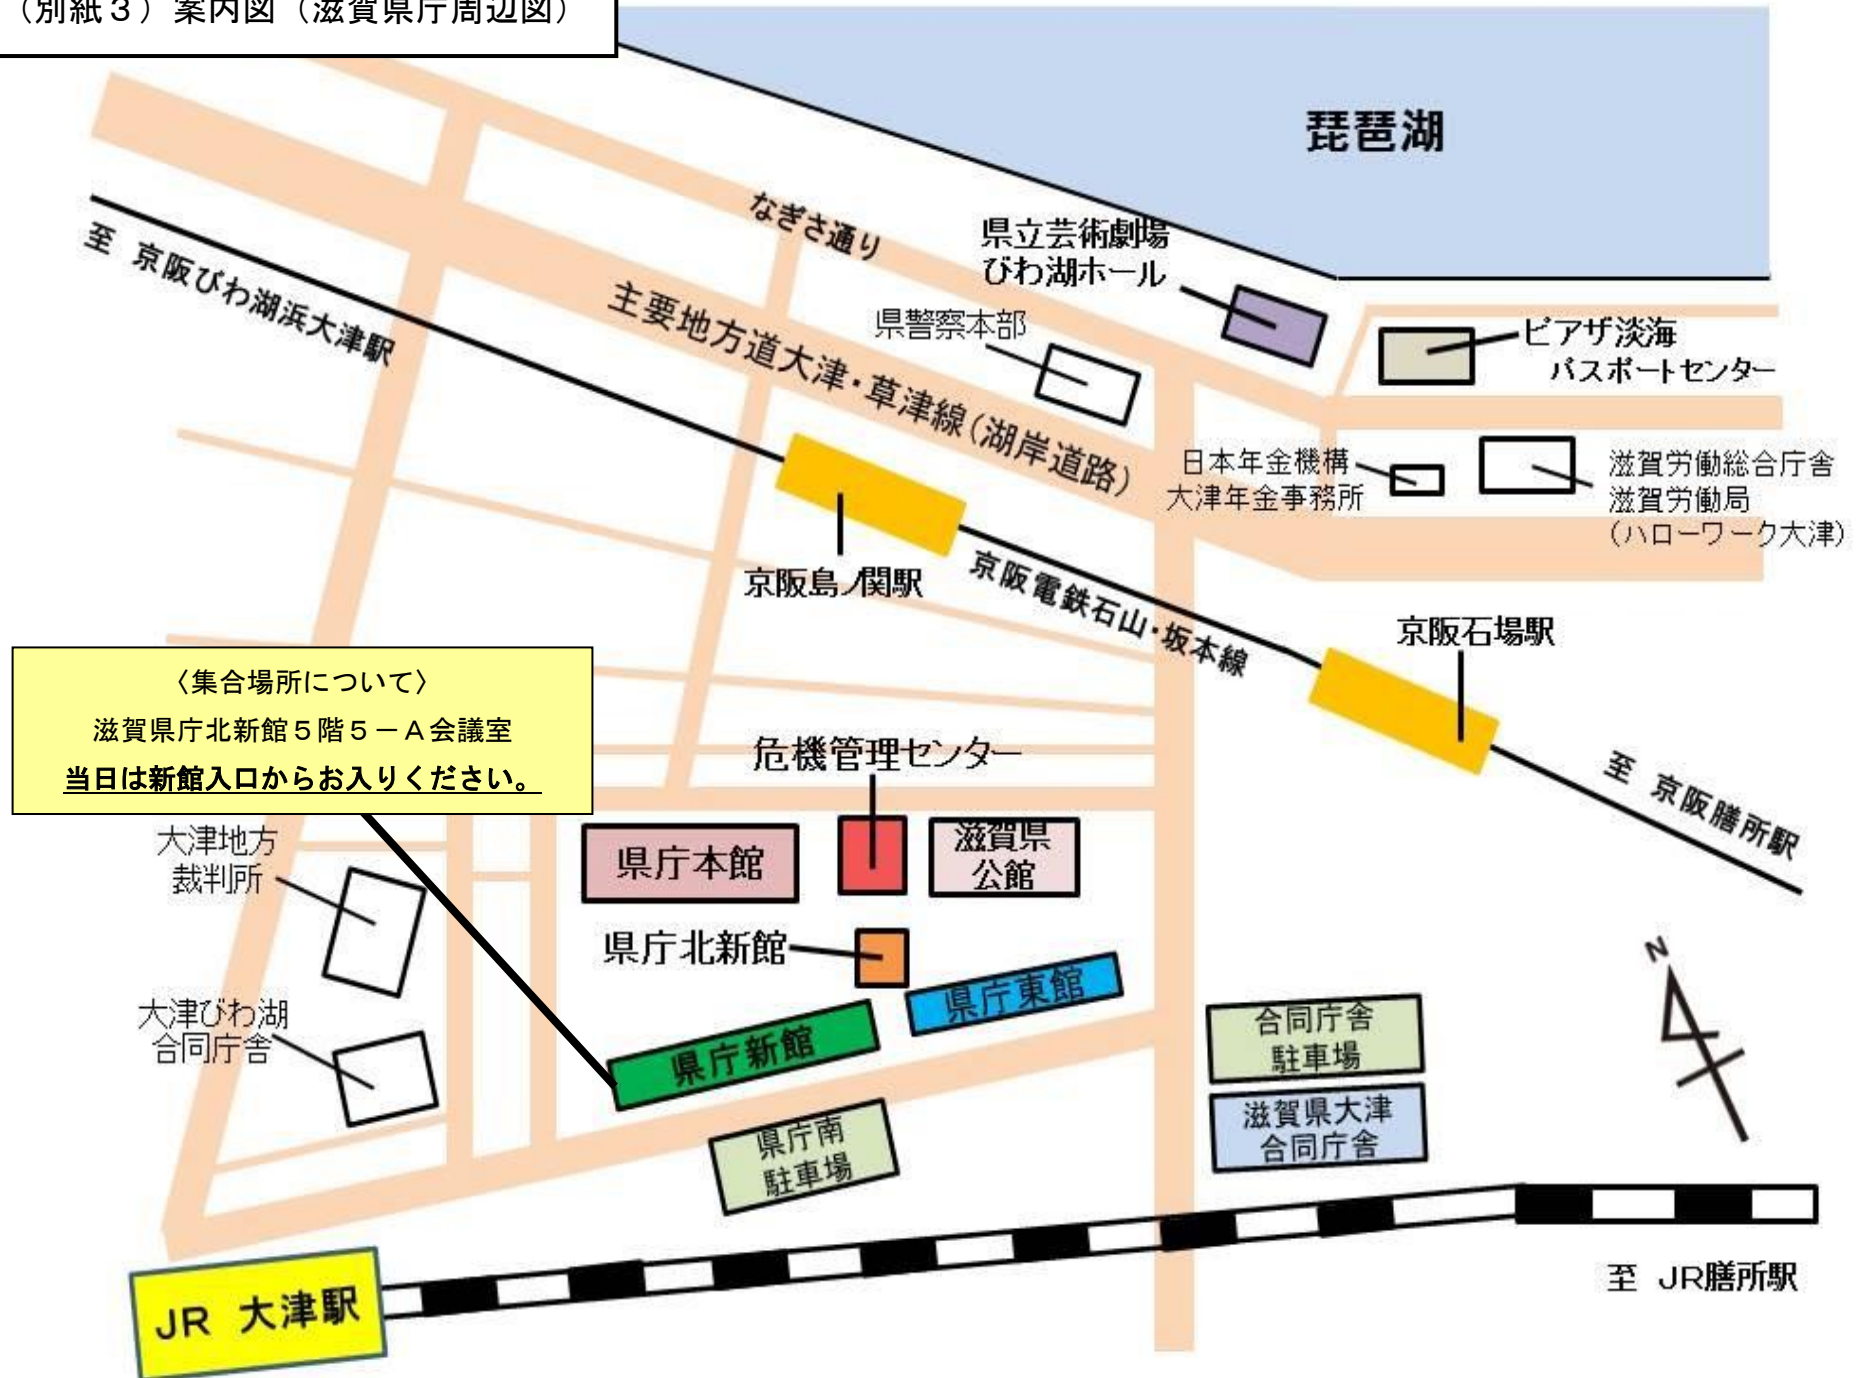 （別紙３）案内図（滋賀県庁周辺図）
琵琶湖
なぎさ通り
県立芸術劇場
びわ湖ホール
県警察本部
主要地方道大津・草津線（湖岸道路）
至 京阪びわ湖浜大津駅
ピアザ淡海
パスポートセンター
日本年金機構
大津年金事務所
滋賀労働総合庁舎
滋賀労働局
（ハローワーク大津）
京阪島ノ関駅
京阪電鉄石山・坂本線
京阪石場駅
至 京阪膳所駅
〈集合場所について〉
滋賀県庁北新館５階５－Ａ会議室
当日は新館入口からお入りください。
危機管理センター
大津地方
裁判所
県庁本館
滋賀県
公館
県庁北新館
県庁東館
大津びわ湖
合同庁舎
県庁新館
合同庁舎
駐車場
滋賀県大津
合同庁舎
県庁南
駐車場
N
JR 大津駅
至 JR膳所駅